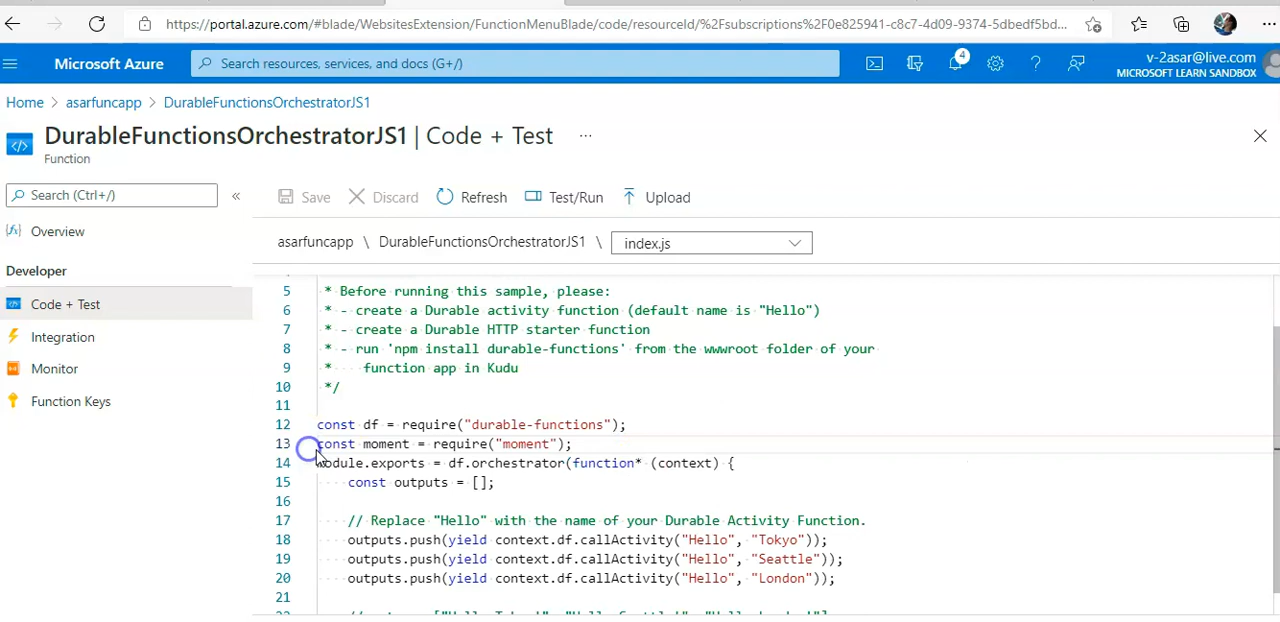 https://portal.azure.com/#blade/WebsitesExtension/FunctionMenuBlade/code/resourceId/%2Fsubscriptions%2F0e825941-c8c7-4d09-9374-5dbedf5bd...
Microsoft Azure
Search resources, services, and docs (G+/)
4
v-2asar@live.com
MICROSOFT LEARN SANDBOX
Home > asarfuncapp > DurableFunctionsOrchestratorJS1
DurableFunctionsOrchestratorJS1 | Code + Test ...
Function
Search (Ctrl+/)
«
Save
Discard
Refresh
Test/Run
Upload
Overview
Developer
Code + Test
Integration
Monitor
Function Keys
asarfuncapp \ DurableFunctionsOrchestratorJS1 \ index.js
5 * Before running this sample, please:
6 * - create a Durable activity function (default name is "Hello")
7 * - create a Durable HTTP starter function
8 * - run 'npm install durable-functions' from the wwwroot folder of your
9 * function app in Kudu
10 */
11
12 const df = require("durable-functions");
13 const moment = require("moment");
14 module.exports = df.orchestrator(function* (context) {
15 const outputs = [];
16
17 // Replace "Hello" with the name of your Durable Activity Function.
18 outputs.push(yield context.df.callActivity("Hello", "Tokyo"));
19 outputs.push(yield context.df.callActivity("Hello", "Seattle"));
20 outputs.push(yield context.df.callActivity("Hello", "London"));
21